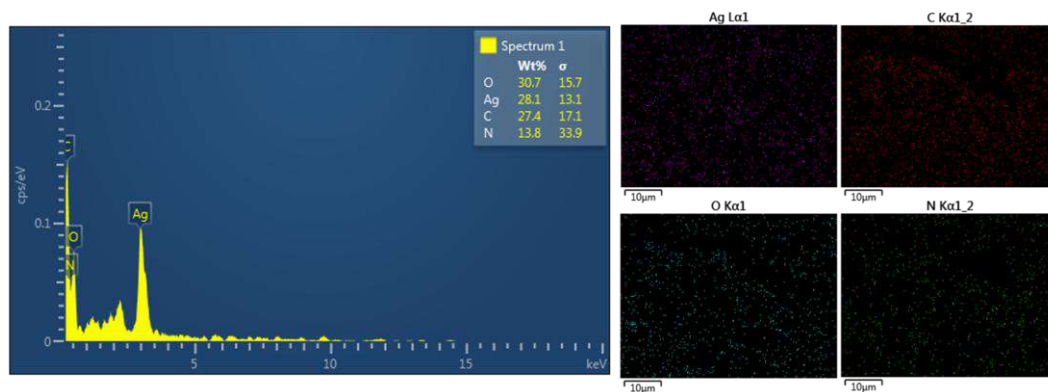 Spectrum 1
Wt% σ
O 30.7 15.7
Ag 28.1 13.1
C 27.4 17.1
N 13.8 33.9
cps/eV
0.2
0.1
0
C
O
N
Ag
5
10
15
keV
Ag Lα1
C Kα1_2
10µm
10µm
O Kα1
N Kα1_2
10µm
10µm